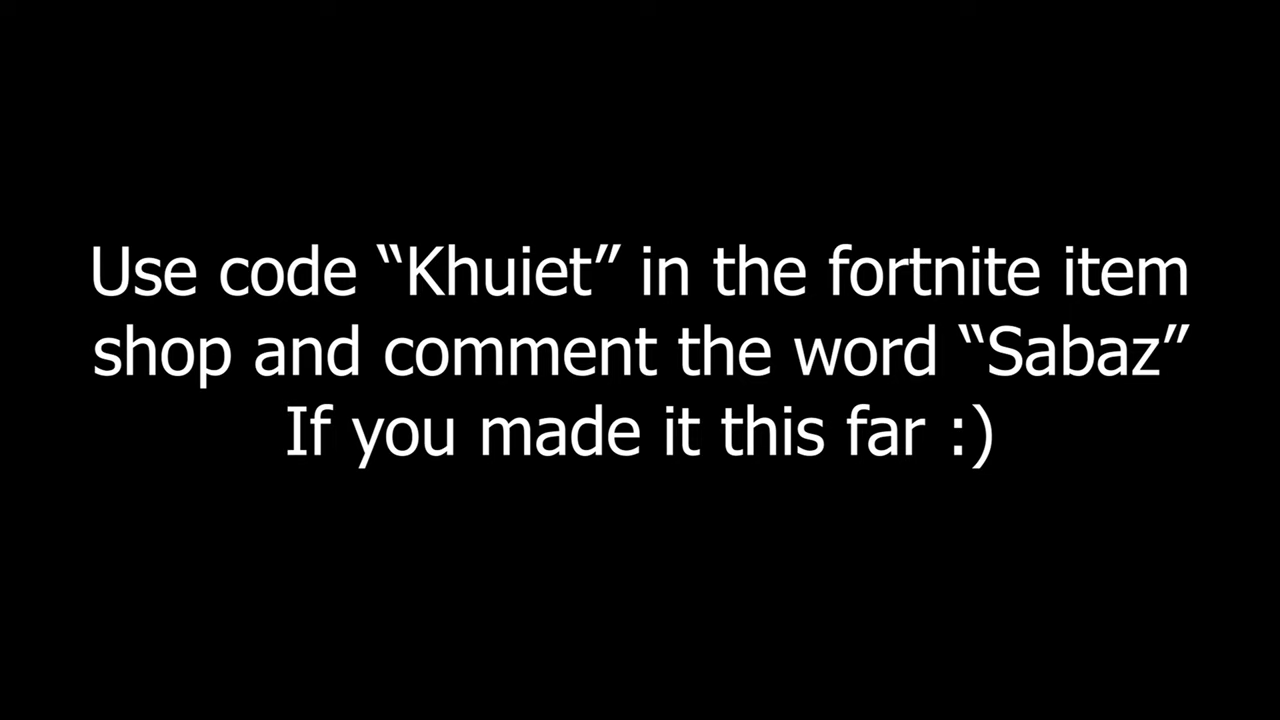 Use code “Khuiet” in the fortnite item
shop and comment the word “Sabaz”
If you made it this far :)